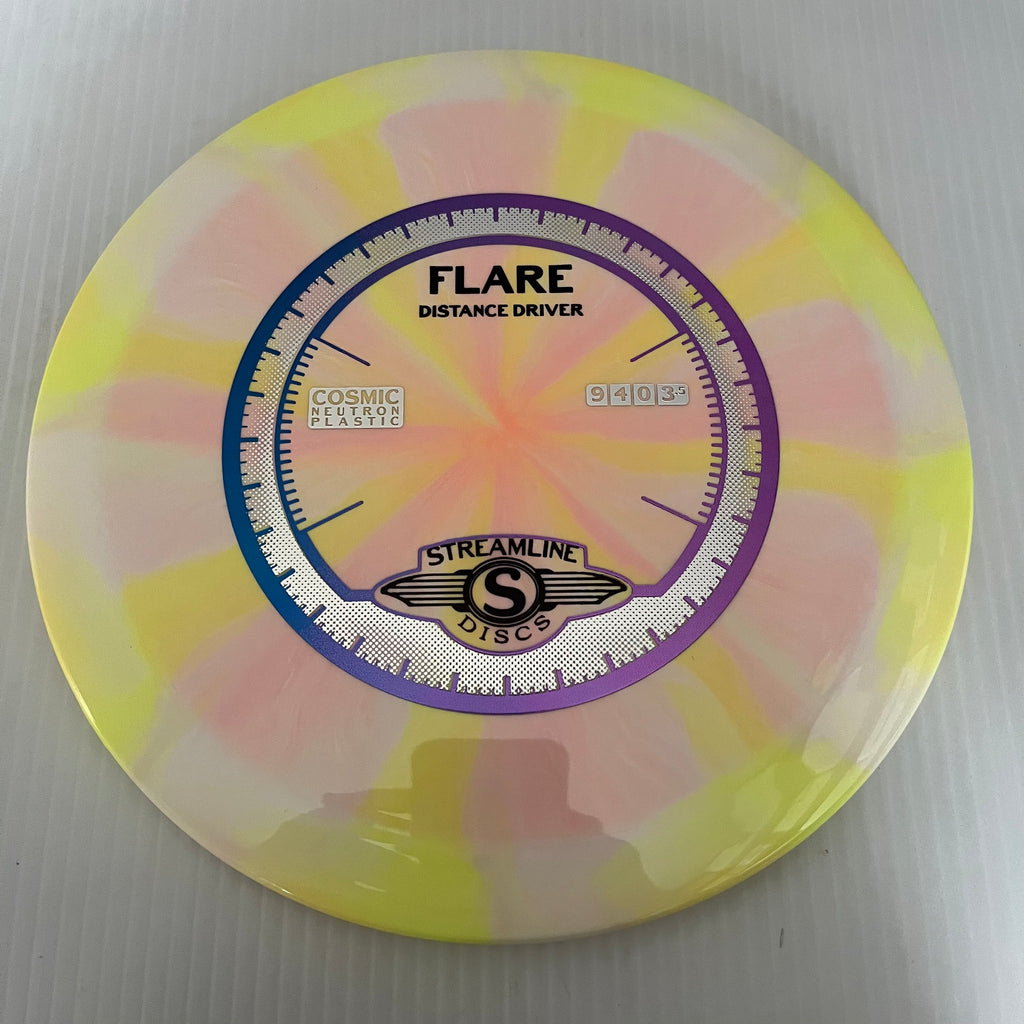 FLARE
DISTANCE DRIVER
COSMIC
NEUTRON
PLASTIC
9 4 0 3.5
STREAMLINE
S
DISCS